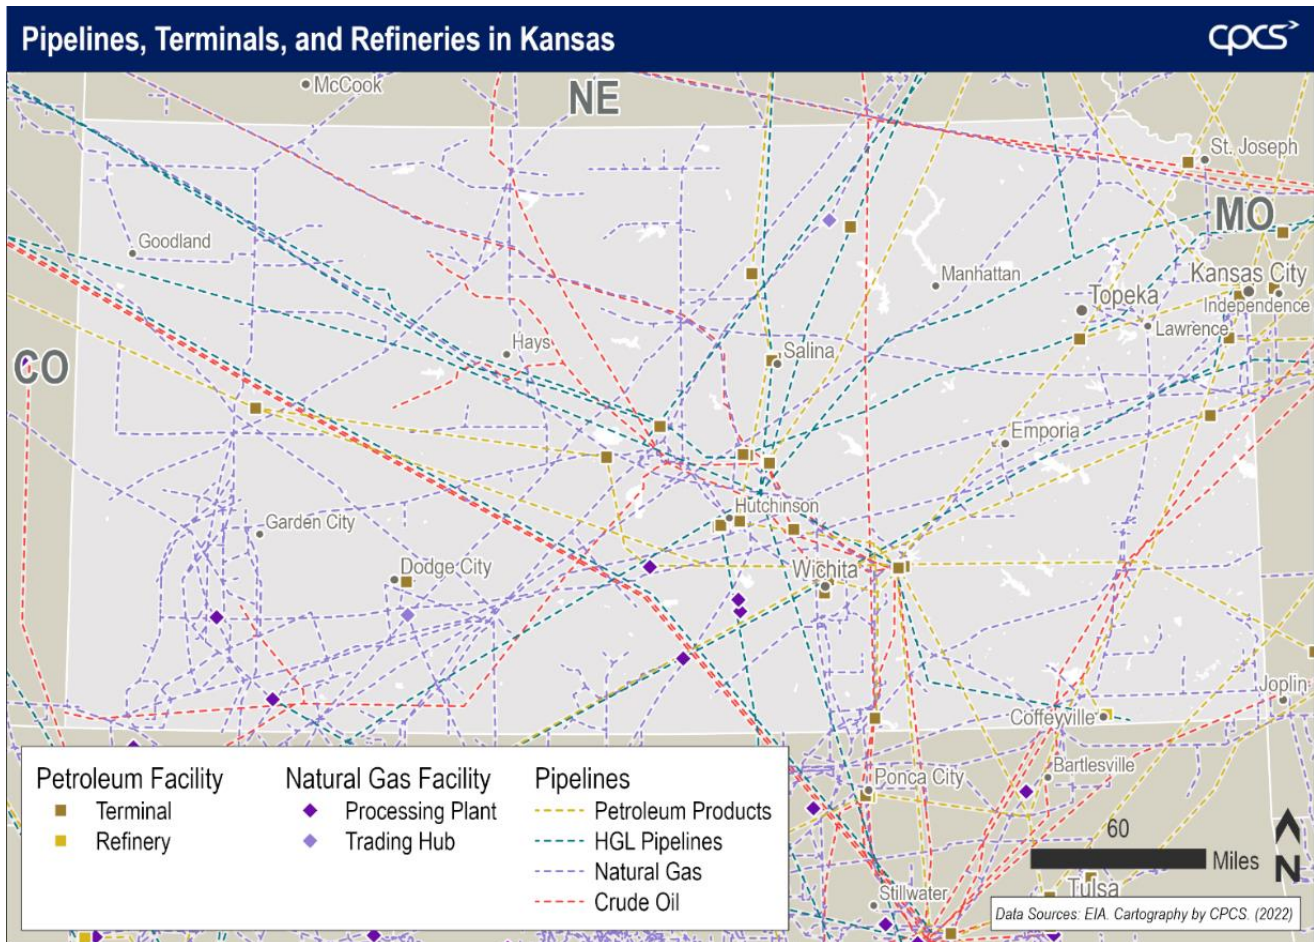 Pipelines, Terminals, and Refineries in Kansas
cpcs
McCook
NE
St. Joseph
MO
Goodland
Manhattan
Kansas City
Topeka
Independence
Lawrence
Hays
Salina
CO
Emporia
Hutchinson
Garden City
Dodge City
Wichita
Joplin
Coffeyville
Petroleum Facility
Terminal
Refinery
Natural Gas Facility
Processing Plant
Trading Hub
Pipelines
Petroleum Products
HGL Pipelines
Natural Gas
Crude Oil
Ponca City
Bartlesville
60
Miles
N
Stillwater
Tulsa
Data Sources: EIA. Cartography by CPCS. (2022)